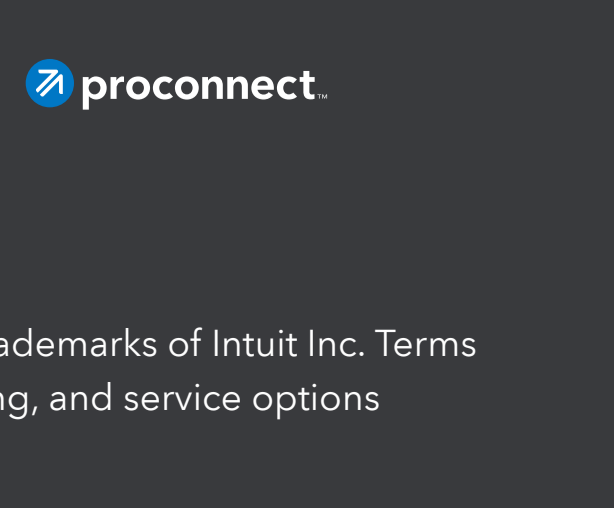 proconnect™
ademarks of Intuit Inc. Terms
ng, and service options